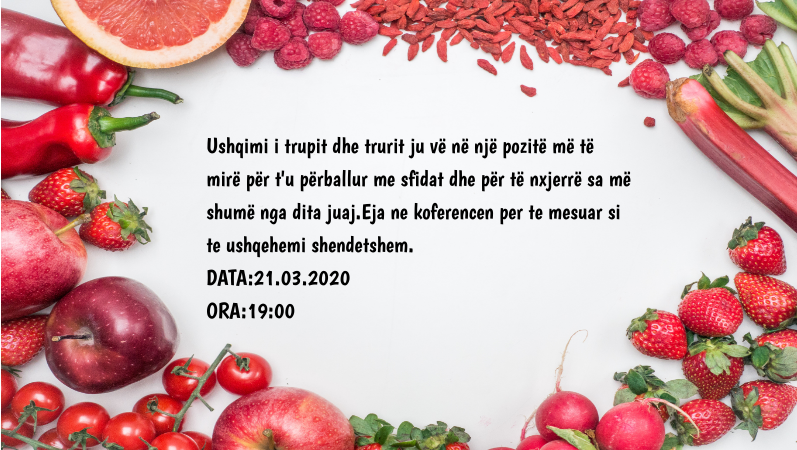 Ushqimi i trupit dhe trurit ju vë në një pozitë më të
mirë për t'u përballur me sfidat dhe për të nxjerrë sa më
shumë nga dita juaj.Eja ne koferencen per te mesuar si
te ushqehemi shendetshem.
DATA:21.03.2020
ORA:19:00